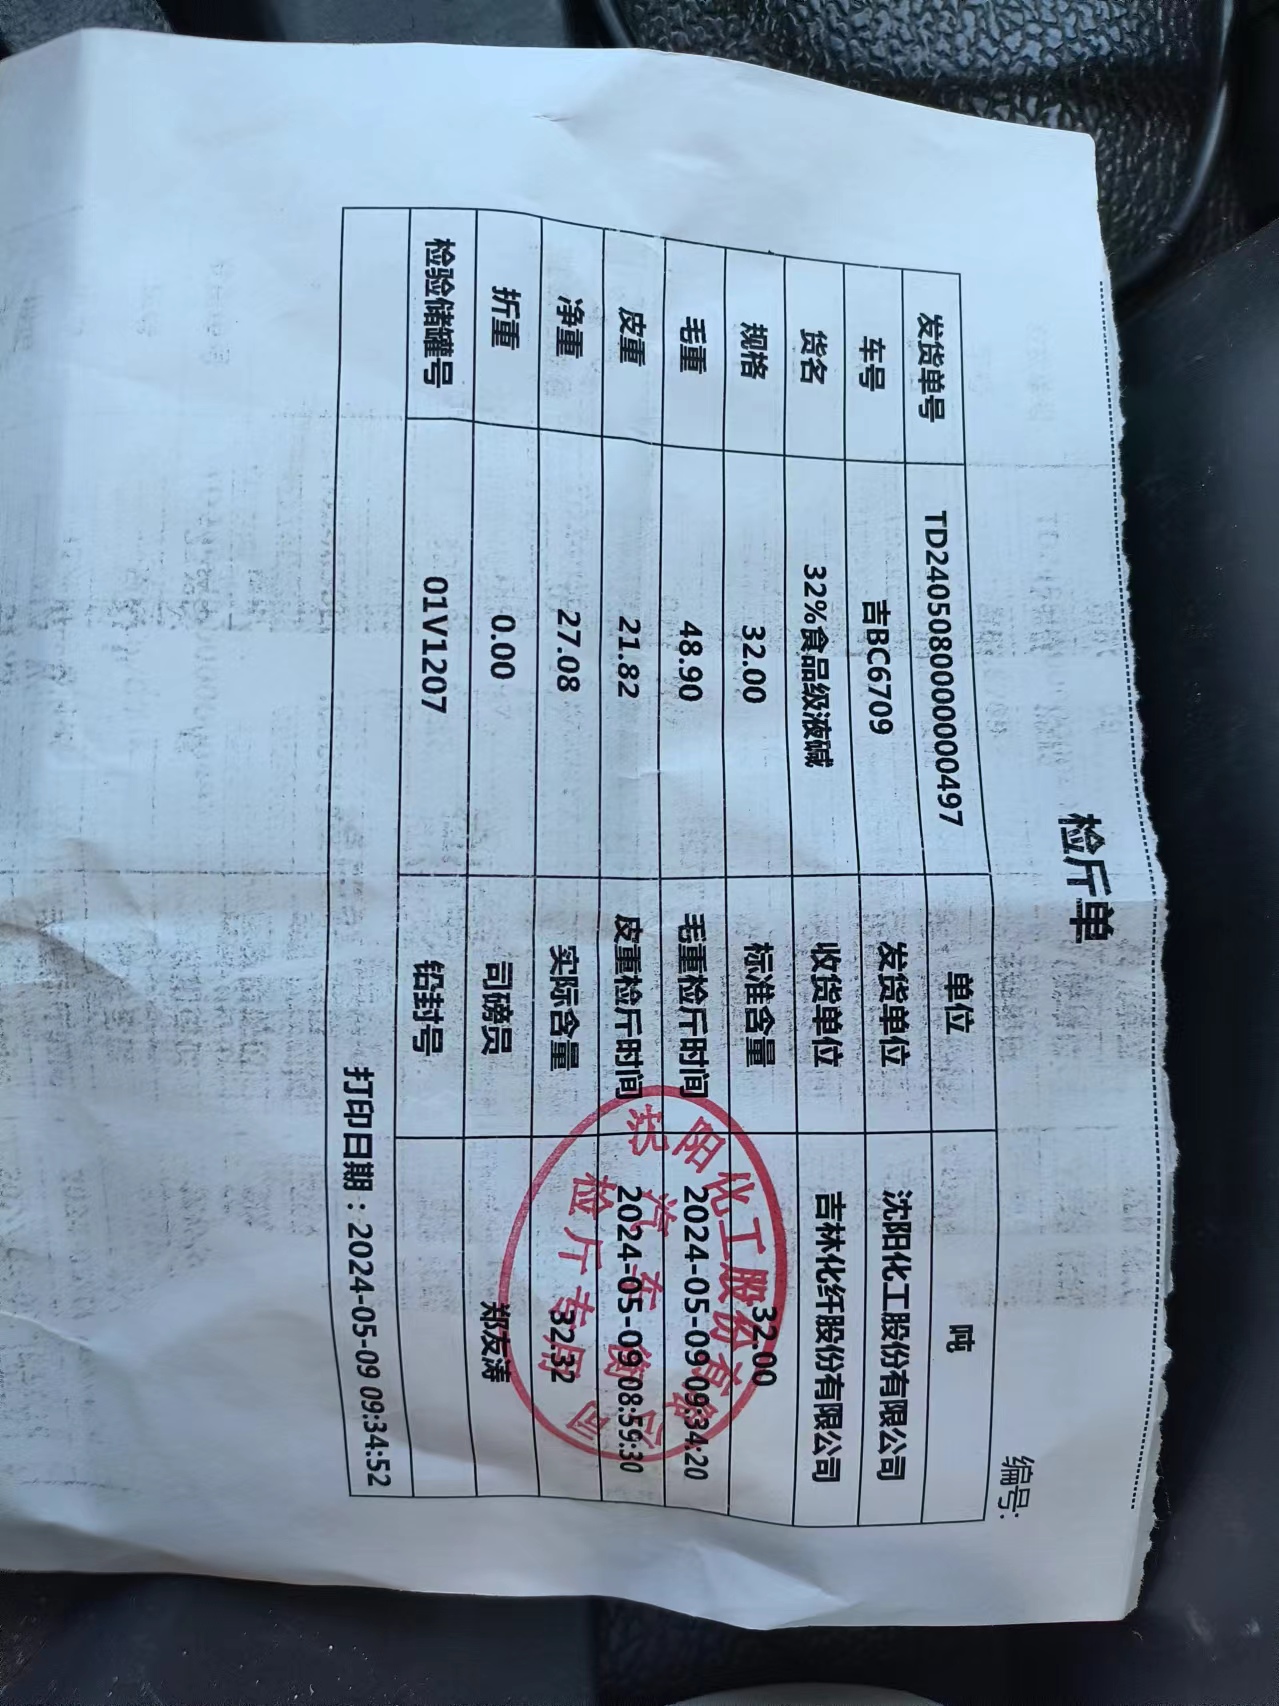 检斤单
编号:
发货单号 TD24050800000000497 单位 吨
车号 吉BC6709 发货单位 沈阳化工股份有限公司
货名 32%食品级液碱 收货单位 吉林化纤股份有限公司
规格 32.00 标准含量 32.00
毛重 48.90 毛重检斤时间 2024-05-09 09:34:20
皮重 21.82 皮重检斤时间 2024-05-09 08:59:30
净重 27.08 实际含量 32.32
折重 0.00 司磅员 郑友涛
检验储罐号 01V1207 铅封号
打印日期：2024-05-09 09:34:52
沈阳化工股份有限公司
汽车衡
检斤专用